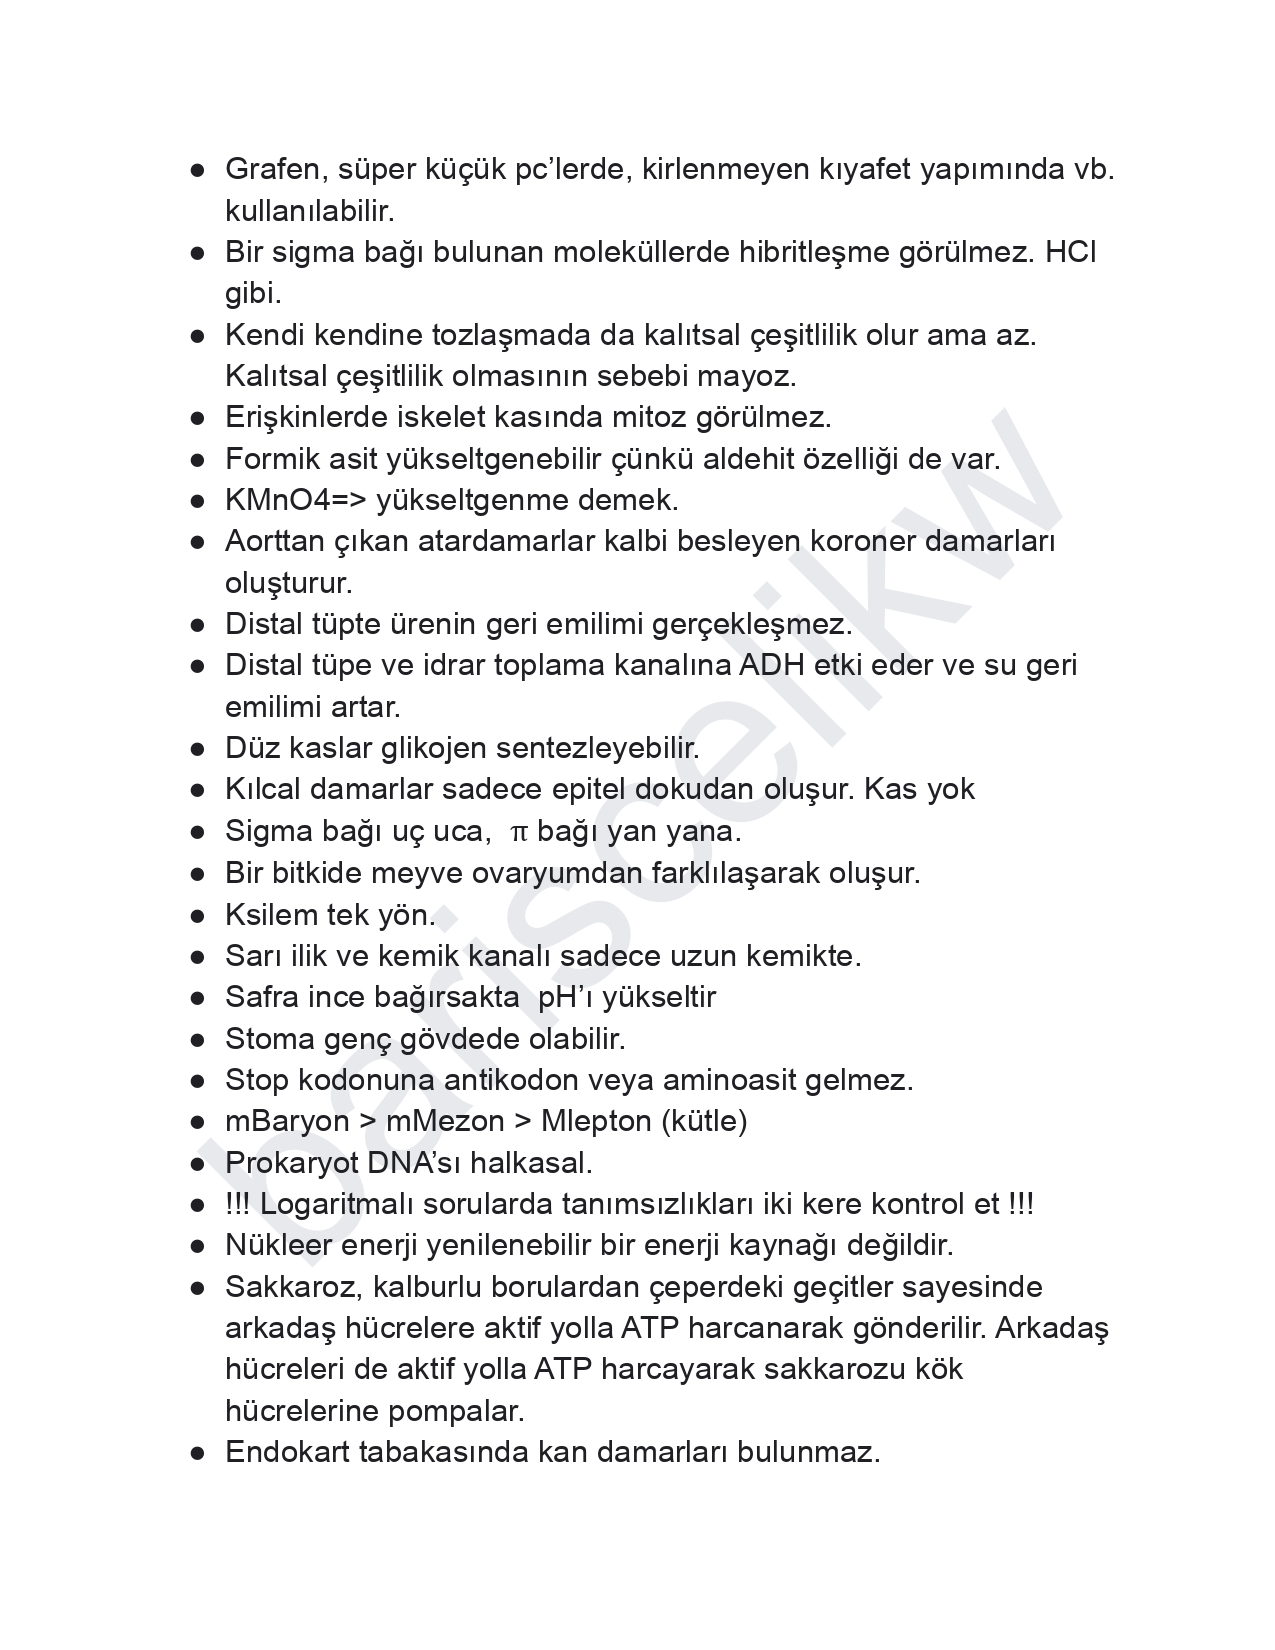 ● Grafen, süper küçük pc’lerde, kirlenmeyen kıyafet yapımında vb.
kullanılabilir.
● Bir sigma bağı bulunan moleküllerde hibritleşme görülmez. HCl
gibi.
● Kendi kendine tozlaşmada da kalıtsal çeşitlilik olur ama az.
Kalıtsal çeşitlilik olmasının sebebi mayoz.
● Erişkinlerde iskelet kasında mitoz görülmez.
● Formik asit yükseltgenebilir çünkü aldehit özelliği de var.
● KMnO4=> yükseltgenme demek.
● Aorttan çıkan atardamarlar kalbi besleyen koroner damarları
oluşturur.
● Distal tüpte ürenin geri emilimi gerçekleşmez.
● Distal tüpe ve idrar toplama kanalına ADH etki eder ve su geri
emilimi artar.
● Düz kaslar glikojen sentezleyebilir.
● Kılcal damarlar sadece epitel dokudan oluşur. Kas yok
● Sigma bağı uç uca,  π bağı yan yana.
● Bir bitkide meyve ovaryumdan farklılaşarak oluşur.
● Ksilem tek yön.
● Sarı ilik ve kemik kanalı sadece uzun kemikte.
● Safra ince bağırsakta  pH’ı yükseltir
● Stoma genç gövdede olabilir.
● Stop kodonuna antikodon veya aminoasit gelmez.
● mBaryon > mMezon > Mlepton (kütle)
● Prokaryot DNA’sı halkasal.
● !!! Logaritmalı sorularda tanımsızlıkları iki kere kontrol et !!!
● Nükleer enerji yenilenebilir bir enerji kaynağı değildir.
● Sakkaroz, kalburlu borulardan çeperdeki geçitler sayesinde
arkadaş hücrelere aktif yolla ATP harcanarak gönderilir. Arkadaş
hücreleri de aktif yolla ATP harcayarak sakkarozu kök
hücrelerine pompalar.
● Endokart tabakasında kan damarları bulunmaz.
bariscelikw